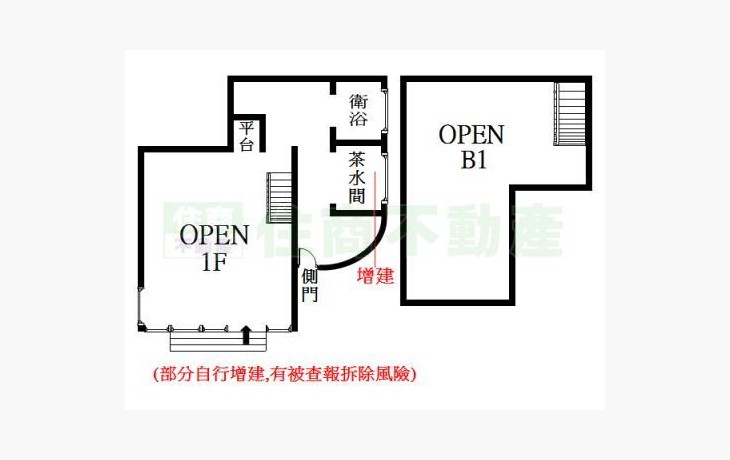 衛浴
平台
茶水間
OPEN
1F
OPEN
B1
住商不動產
側門
增建
(部分自行增建,有被查報拆除風險)